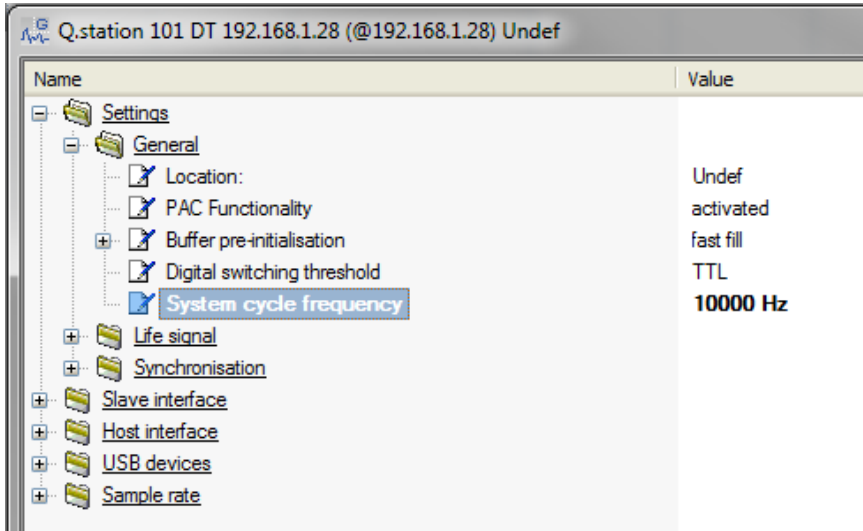 Q.station 101 DT 192.168.1.28 (@192.168.1.28) Undef
Name Value
Settings
General
Location: Undef
PAC Functionality activated
Buffer pre-initialisation fast fill
Digital switching threshold TTL
System cycle frequency 10000 Hz
Life signal
Synchronisation
Slave interface
Host interface
USB devices
Sample rate